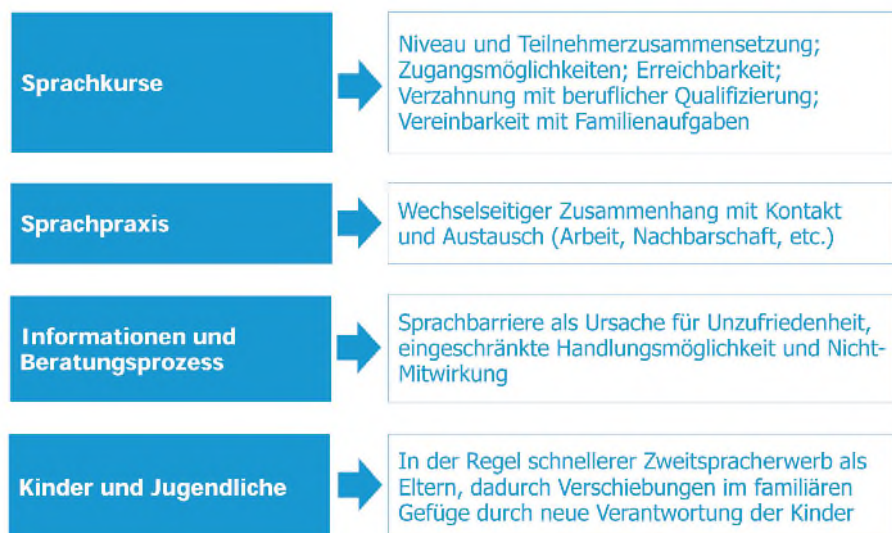 Sprachkurse
Niveau und Teilnehmerzusammensetzung;
Zugangsmöglichkeiten; Erreichbarkeit;
Verzahnung mit beruflicher Qualifizierung;
Vereinbarkeit mit Familienaufgaben
Sprachpraxis
Wechselseitiger Zusammenhang mit Kontakt
und Austausch (Arbeit, Nachbarschaft, etc.)
Informationen und
Beratungsprozess
Sprachbarriere als Ursache für Unzufriedenheit,
eingeschränkte Handlungsmöglichkeit und Nicht-
Mitwirkung
Kinder und Jugendliche
In der Regel schnellerer Zweitspracherwerb als
Eltern, dadurch Verschiebungen im familiären
Gefüge durch neue Verantwortung der Kinder